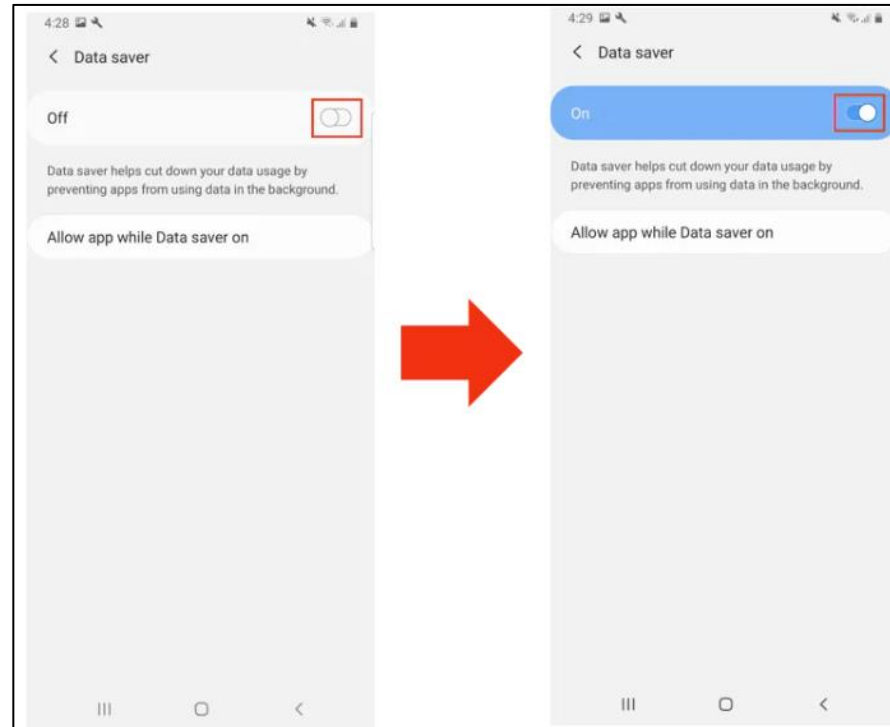 4:28
Data saver
Off
Data saver helps cut down your data usage by
preventing apps from using data in the background.
Allow app while Data saver on
4:29
Data saver
On
Data saver helps cut down your data usage by
preventing apps from using data in the background.
Allow app while Data saver on